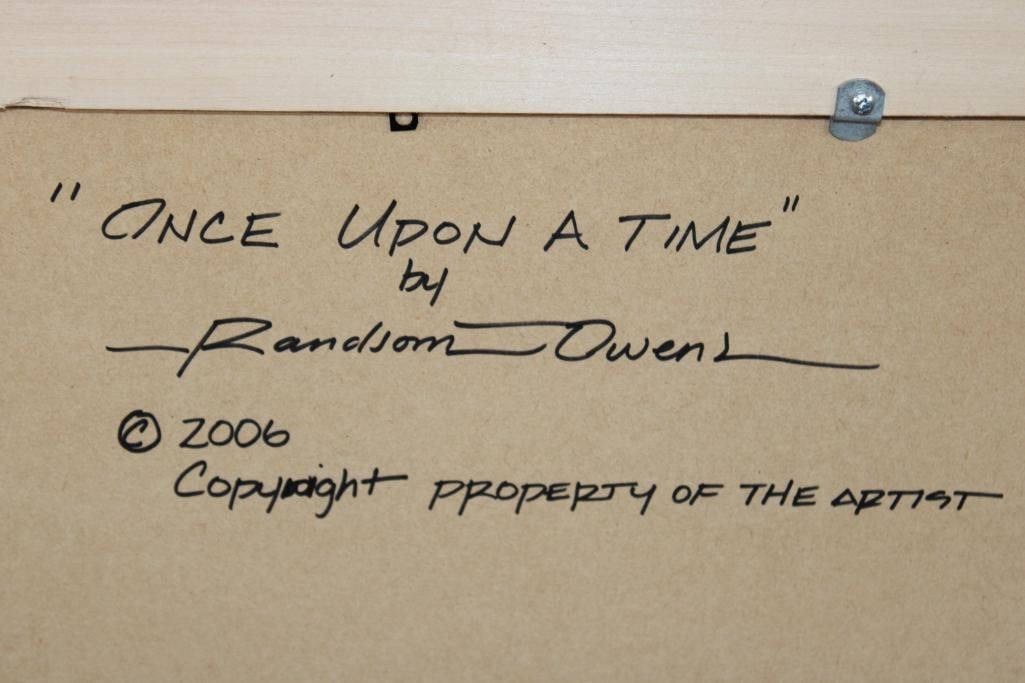 "ONCE UPON A TIME"
by
Randsom Owens
© 2006
Copyright PROPERTY OF THE ARTIST